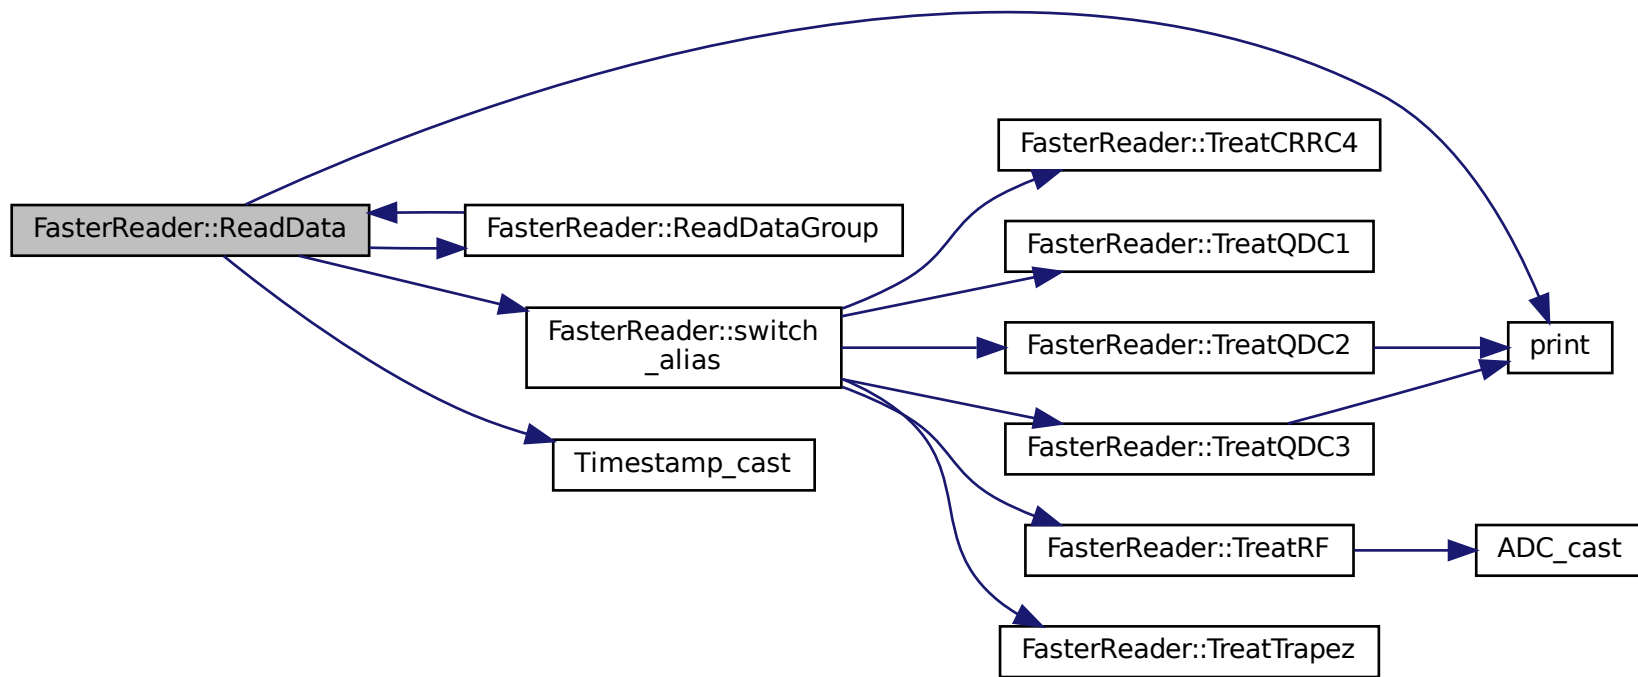 FasterReader::ReadData
FasterReader::ReadDataGroup
FasterReader::switch
_alias
Timestamp_cast
FasterReader::TreatCRRC4
FasterReader::TreatQDC1
FasterReader::TreatQDC2
FasterReader::TreatQDC3
FasterReader::TreatRF
FasterReader::TreatTrapez
print
ADC_cast